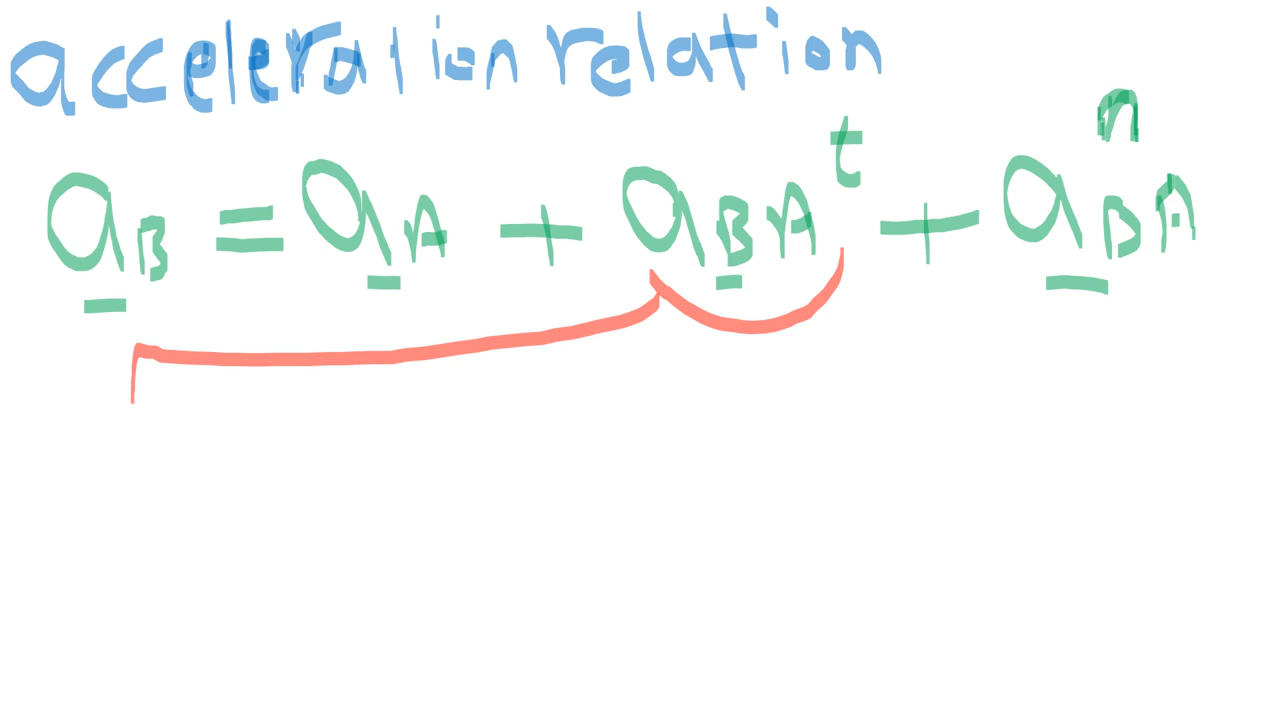 acceleration relation
a_B = a_A + a_BA^t + a_BA^n